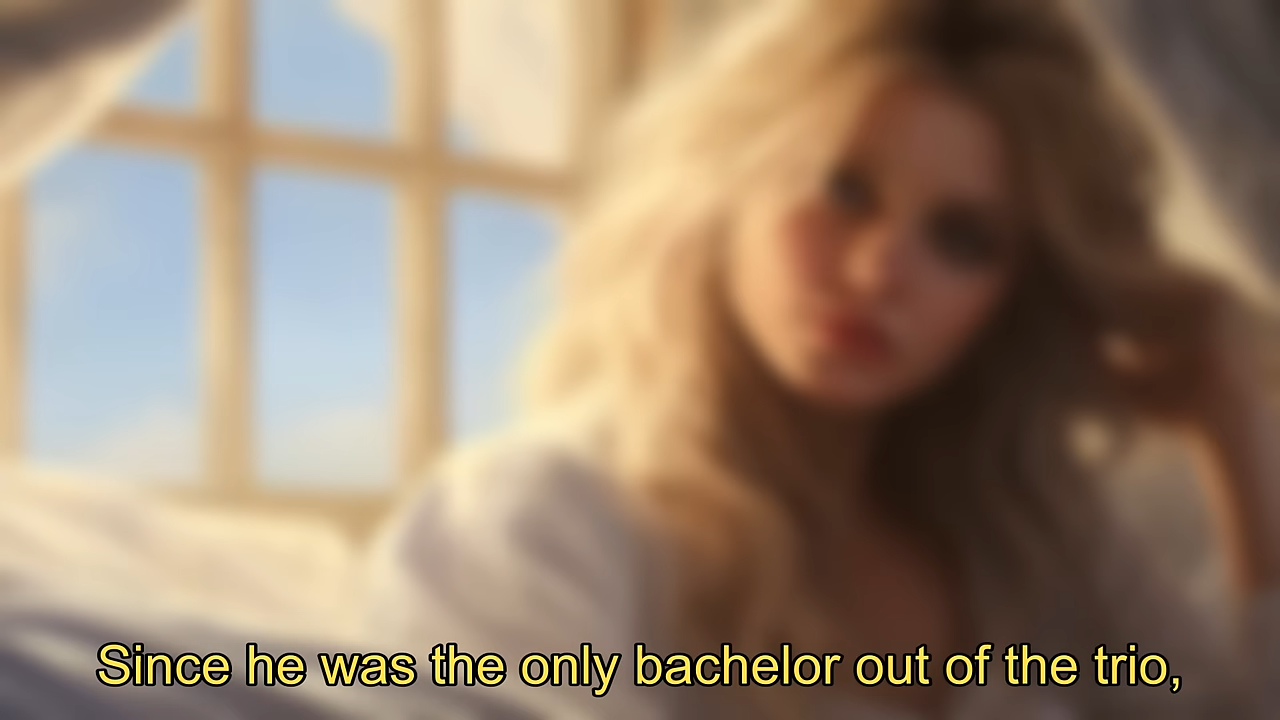 Since he was the only bachelor out of the trio,